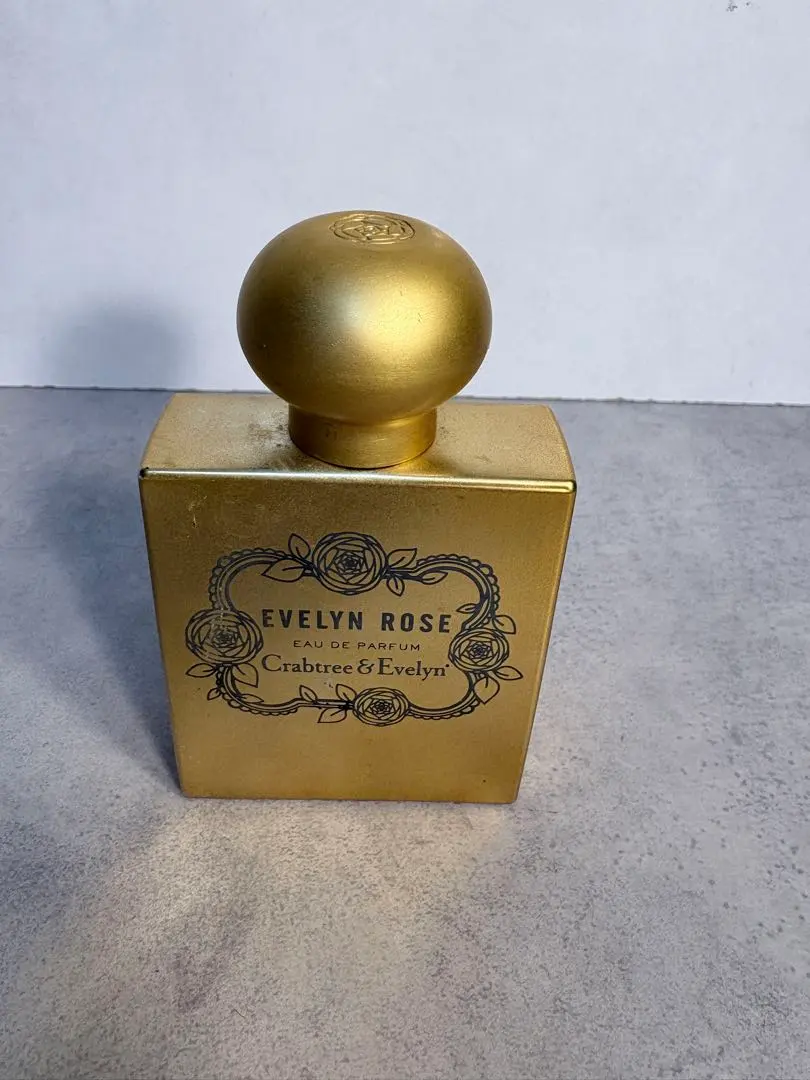 EVELYN ROSE
EAU DE PARFUM
Crabtree & Evelyn®